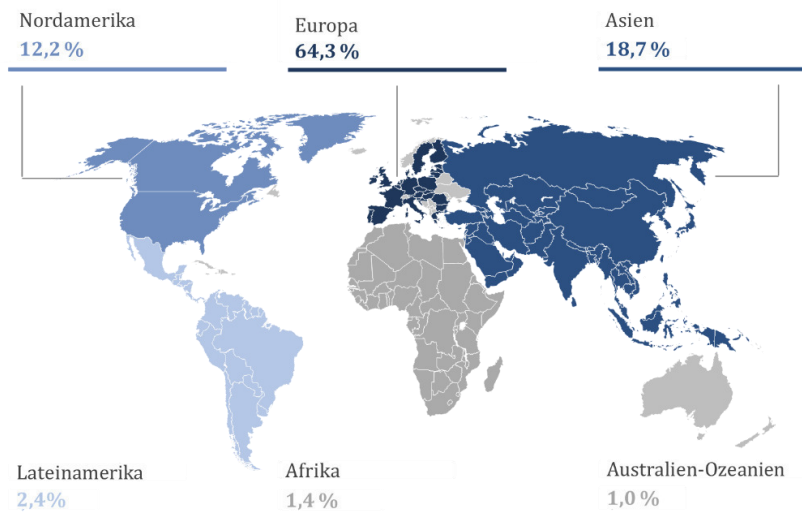 Nordamerika
12,2 %
Europa
64,3 %
Asien
18,7 %
Lateinamerika
2,4%
Afrika
1,4 %
Australien-Ozeanien
1,0 %